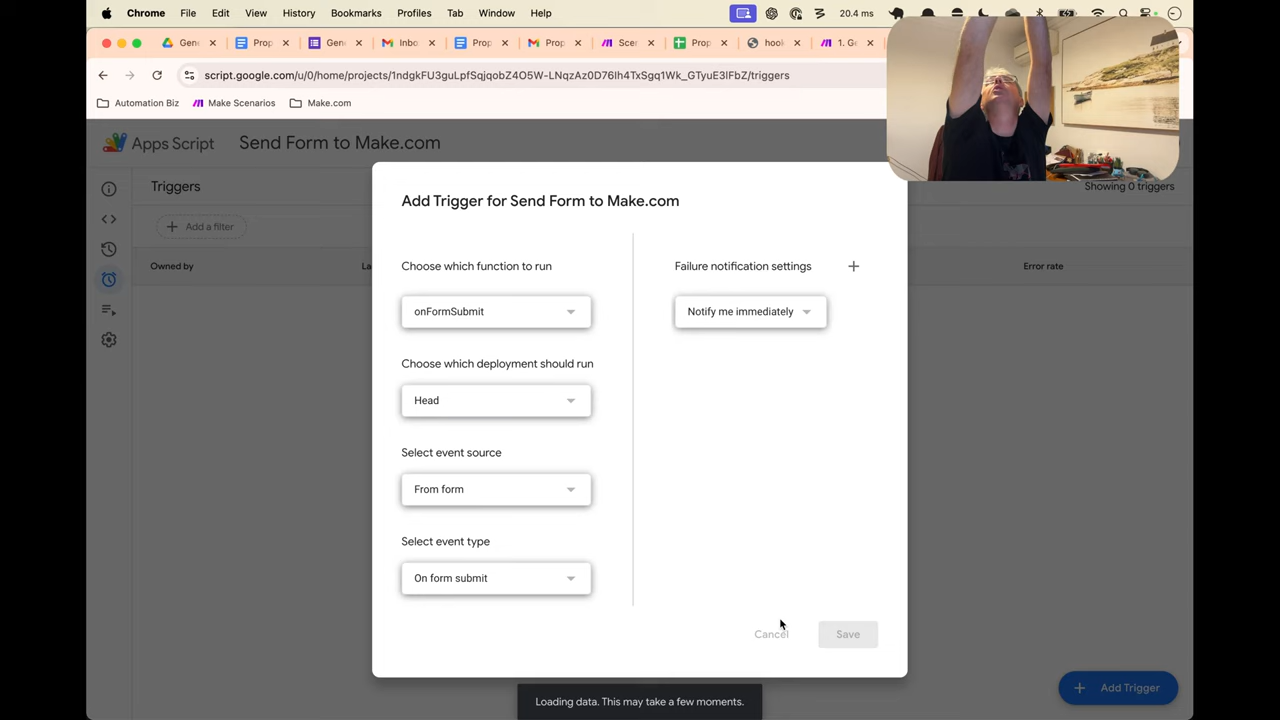 Chrome File Edit View History Bookmarks Profiles Tab Window Help 20.4 ms
Gene Prop Gene Inbo Prop Prop Scen Prop hook 1. Ge
script.google.com/u/0/home/projects/1ndgkFU3guLpfSqjqobZ4O5W-LNqzAz0D76Ih4TxSgq1Wk_GTyuE3IFbZ/triggers
Automation Biz Make Scenarios Make.com
Apps Script Send Form to Make.com
Triggers Showing 0 triggers
Add a filter
Owned by La Error rate
Add Trigger for Send Form to Make.com
Choose which function to run
onFormSubmit
Choose which deployment should run
Head
Select event source
From form
Select event type
On form submit
Failure notification settings
Notify me immediately
Cancel Save
Loading data. This may take a few moments.
Add Trigger